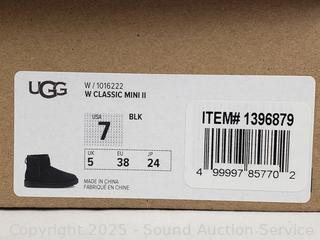 UGG
W / 1016222
W CLASSIC MINI II
USA
7
BLK
UK
5
EU
38
JP
24
MADE IN CHINA
FABRIQUÉ EN CHINE
ITEM# 1396879
4 99997 85770 2
Copyright 2025 - Sound Auction Service